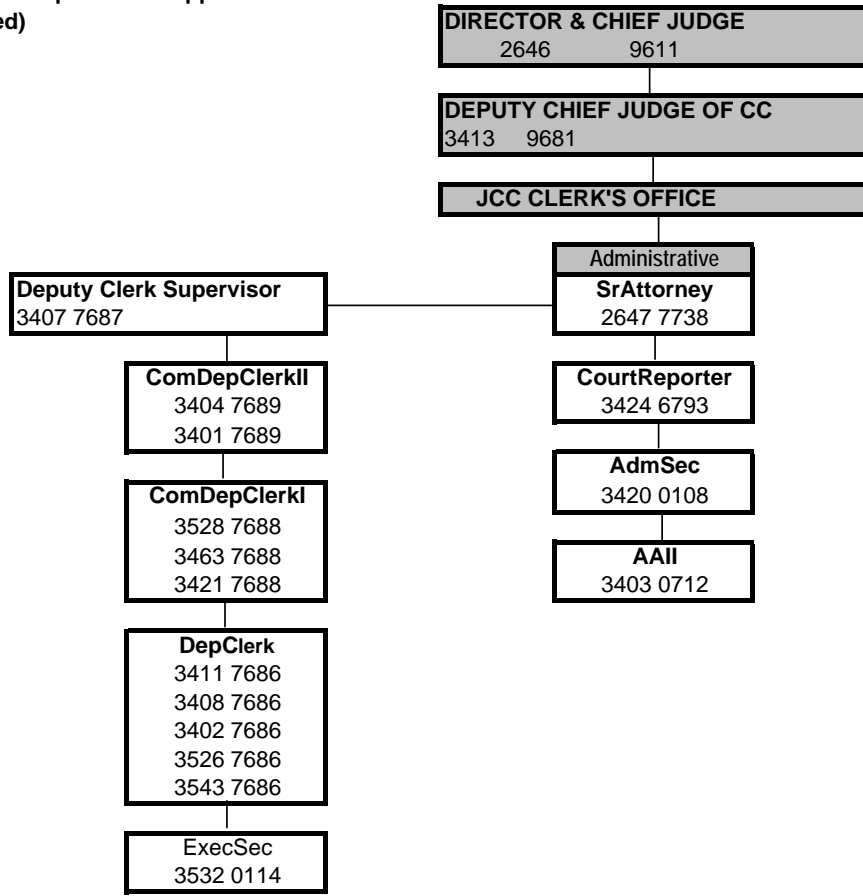 ed)
DIRECTOR & CHIEF JUDGE
2646 9611
DEPUTY CHIEF JUDGE OF CC
3413 9681
JCC CLERK'S OFFICE
Administrative
SrAttorney
2647 7738
Deputy Clerk Supervisor
3407 7687
ComDepClerkII
3404 7689
3401 7689
ComDepClerkI
3528 7688
3463 7688
3421 7688
DepClerk
3411 7686
3408 7686
3402 7686
3526 7686
3543 7686
ExecSec
3532 0114
CourtReporter
3424 6793
AdmSec
3420 0108
AAII
3403 0712